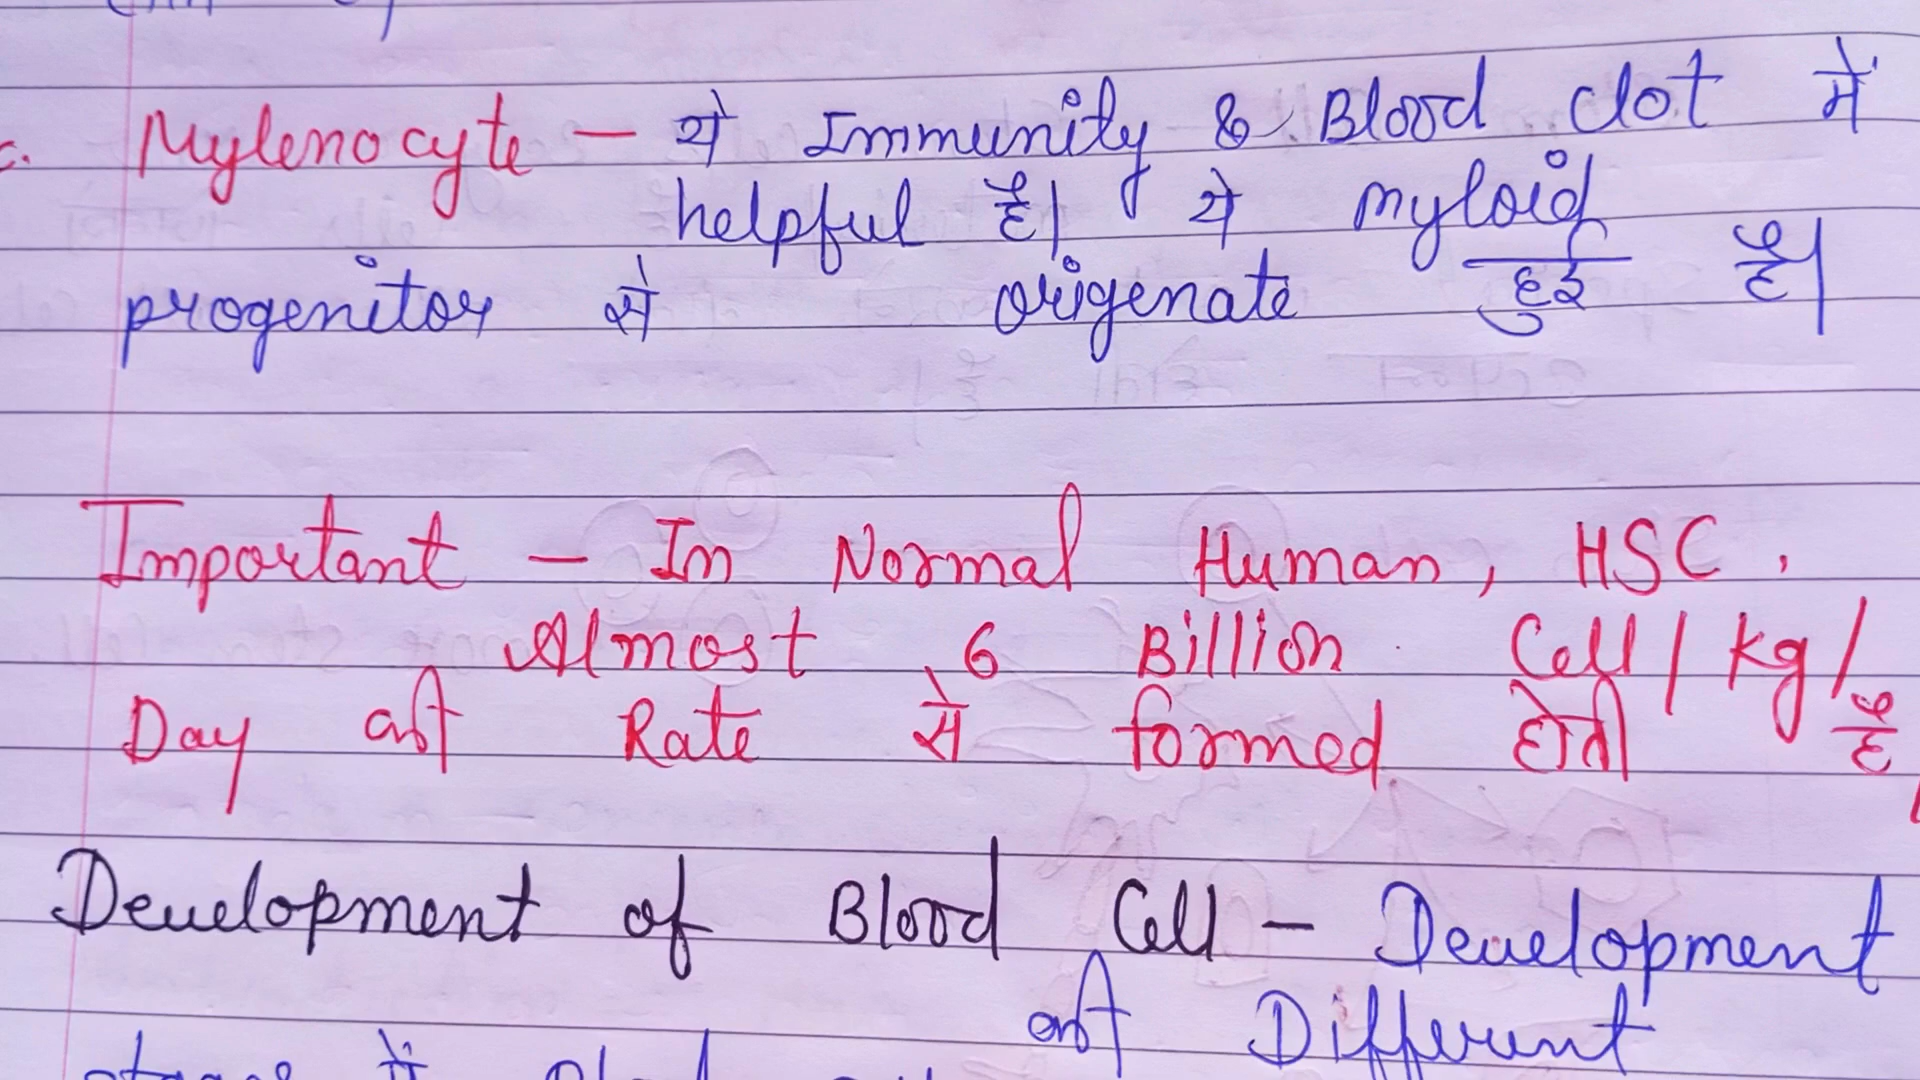 c. Mylenocyte – ये Immunity & Blood clot में
helpful है। ये myloid
progenitor से origenate हुई है।
Important – In Normal Human, HSC.
Almost 6 Billion Cell / kg /
Day की Rate से formed होती है
Development of Blood Cell – Development
की Different